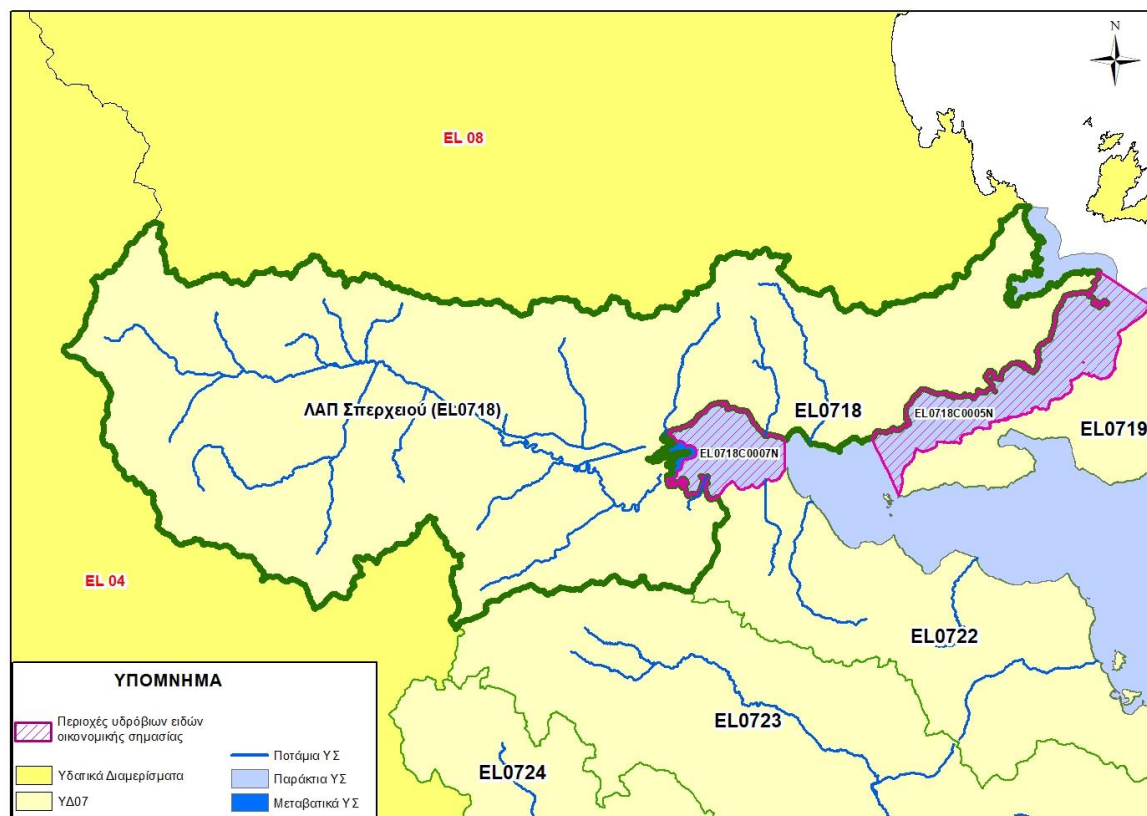 N
EL 08
ΛΑΠ Σπερχειού (EL0718)
EL0718
EL0718C0005N
EL0719
EL0718C0007N
EL 04
EL0722
EL0723
EL0724
ΥΠΟΜΝΗΜΑ
Περιοχές υδρόβιων ειδών
οικονομικής σημασίας
Υδατικά Διαμερίσματα
ΥΔ07
Ποτάμια ΥΣ
Παράκτια ΥΣ
Μεταβατικά ΥΣ